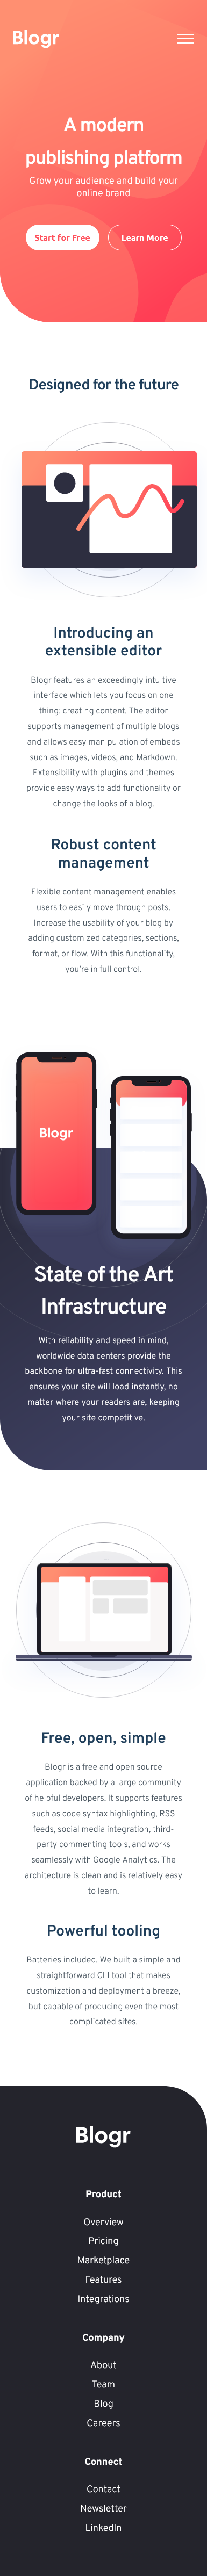 Blogr
A modern
publishing platform
Grow your audience and build your
online brand
Start for Free
Learn More
Designed for the future
Introducing an
extensible editor
Blogr features an exceedingly intuitive
interface which lets you focus on one
thing: creating content. The editor
supports management of multiple blogs
and allows easy manipulation of embeds
such as images, videos, and Markdown.
Extensibility with plugins and themes
provide easy ways to add functionality or
change the looks of a blog.
Robust content
management
Flexible content management enables
users to easily move through posts.
Increase the usability of your blog by
adding customized categories, sections,
format, or flow. With this functionality,
you're in full control.
Blogr
State of the Art
Infrastructure
With reliability and speed in mind,
worldwide data centers provide the
backbone for ultra-fast connectivity. This
ensures your site will load instantly, no
matter where your readers are, keeping
your site competitive.
Free, open, simple
Blogr is a free and open source
application backed by a large community
of helpful developers. It supports features
such as code syntax highlighting, RSS
feeds, social media integration, third-
party commenting tools, and works
seamlessly with Google Analytics. The
architecture is clean and is relatively easy
to learn.
Powerful tooling
Batteries included. We built a simple and
straightforward CLI tool that makes
customization and deployment a breeze,
but capable of producing even the most
complicated sites.
Blogr
Product
Overview
Pricing
Marketplace
Features
Integrations
Company
About
Team
Blog
Careers
Connect
Contact
Newsletter
LinkedIn